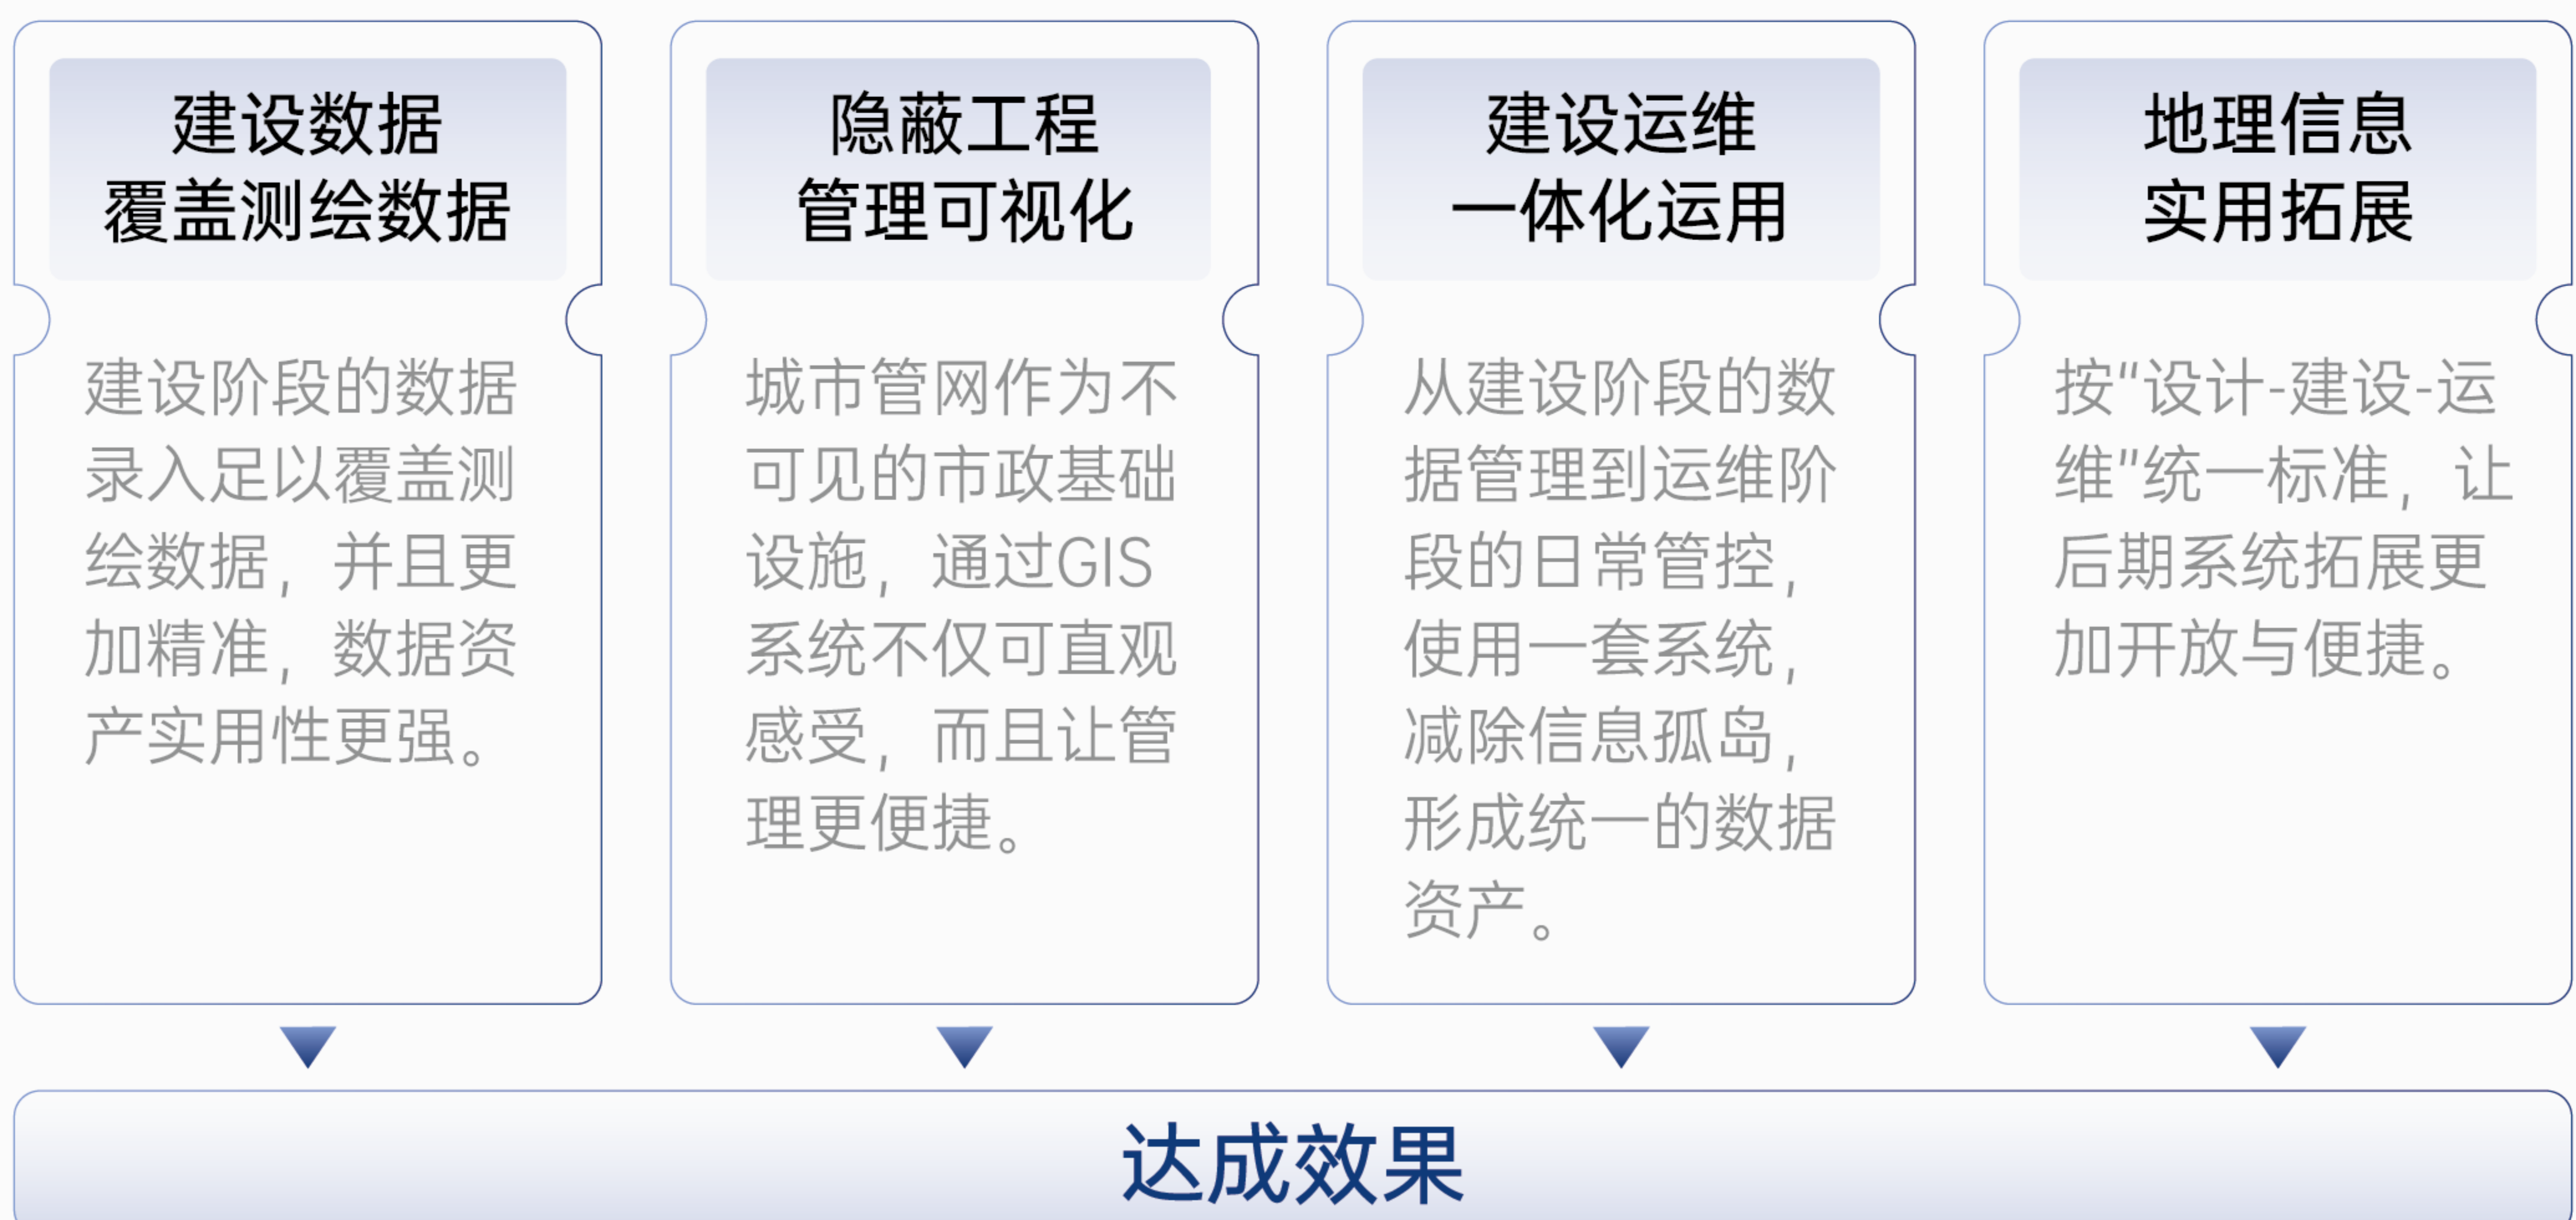 建设数据
覆盖测绘数据
建设阶段的数据
录入足以覆盖测
绘数据，并且更
加精准，数据资
产实用性更强。
隐蔽工程
管理可视化
城市管网作为不
可见的市政基础
设施，通过GIS
系统不仅可直观
感受，而且让管
理更便捷。
建设运维
一体化运用
从建设阶段的数
据管理到运维阶
段的日常管控，
使用一套系统，
减除信息孤岛，
形成统一的数据
资产。
地理信息
实用拓展
按“设计-建设-运
维”统一标准，让
后期系统拓展更
加开放与便捷。
达成效果